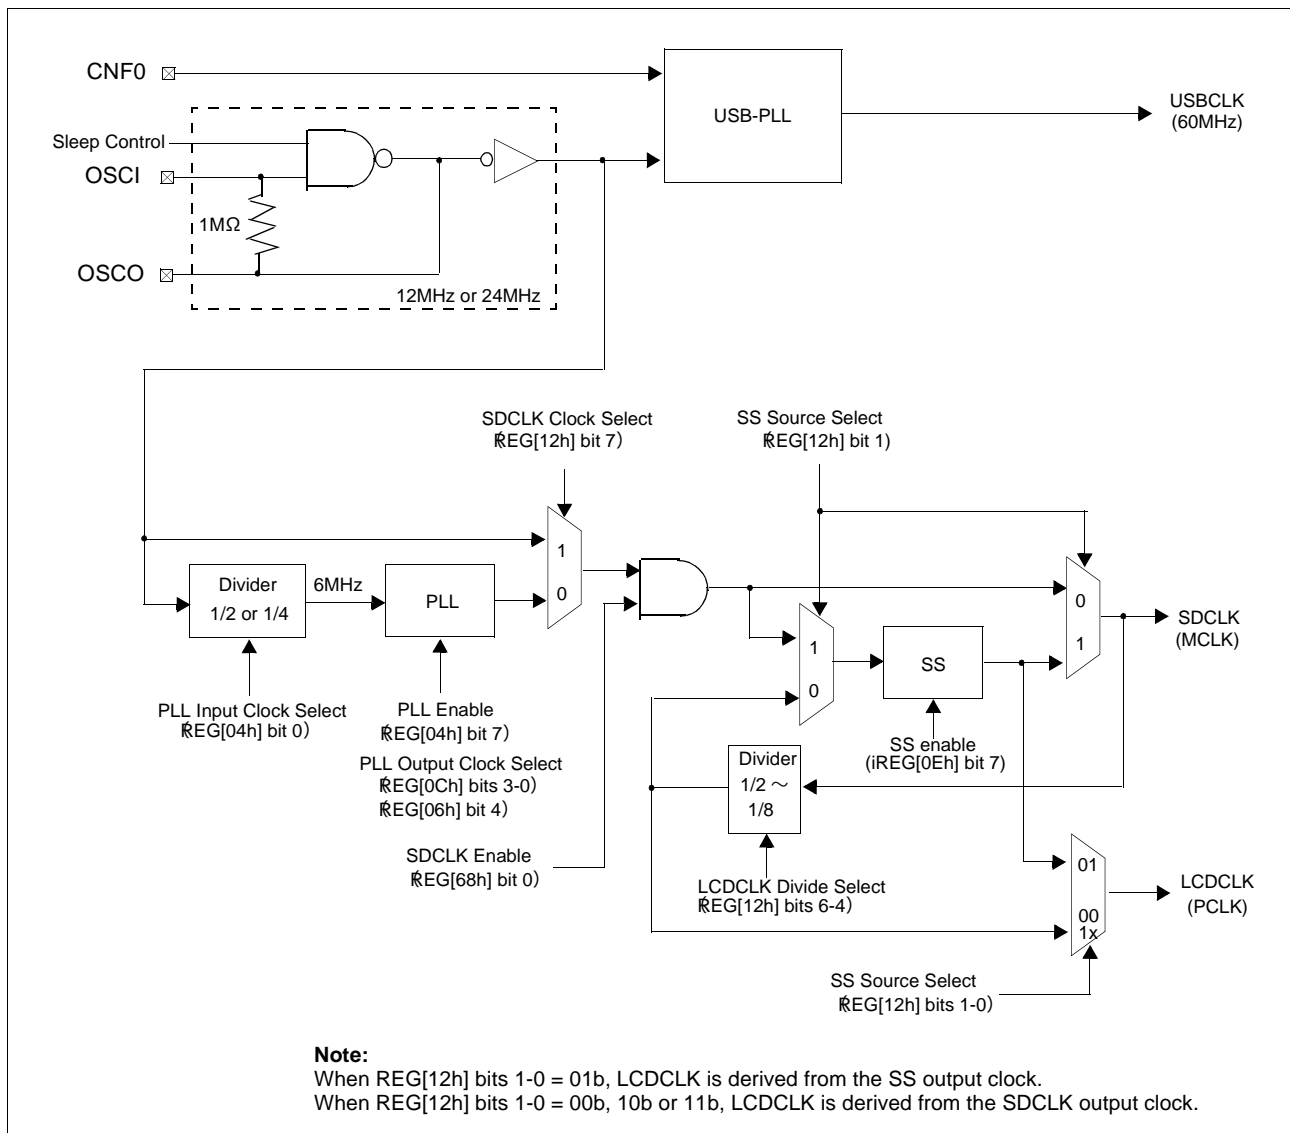 CNF0
USB-PLL
USBCLK
(60MHz)
Sleep Control
OSCI
1MΩ
OSCO
12MHz or 24MHz
SDCLK Clock Select
REG[12h] bit 7)
SS Source Select
REG[12h] bit 1)
1
0
Divider
1/2 or 1/4
6MHz
PLL
0
1
SDCLK
(MCLK)
1
0
SS
PLL Input Clock Select
REG[04h] bit 0)
PLL Enable
REG[04h] bit 7)
PLL Output Clock Select
REG[0Ch] bits 3-0)
REG[06h] bit 4)
SS enable
(iREG[0Eh] bit 7)
Divider
1/2 ～
1/8
SDCLK Enable
REG[68h] bit 0)
LCDCLK Divide Select
REG[12h] bits 6-4)
01
00
1x
LCDCLK
(PCLK)
SS Source Select
REG[12h] bits 1-0)
Note:
When REG[12h] bits 1-0 = 01b, LCDCLK is derived from the SS output clock.
When REG[12h] bits 1-0 = 00b, 10b or 11b, LCDCLK is derived from the SDCLK output clock.